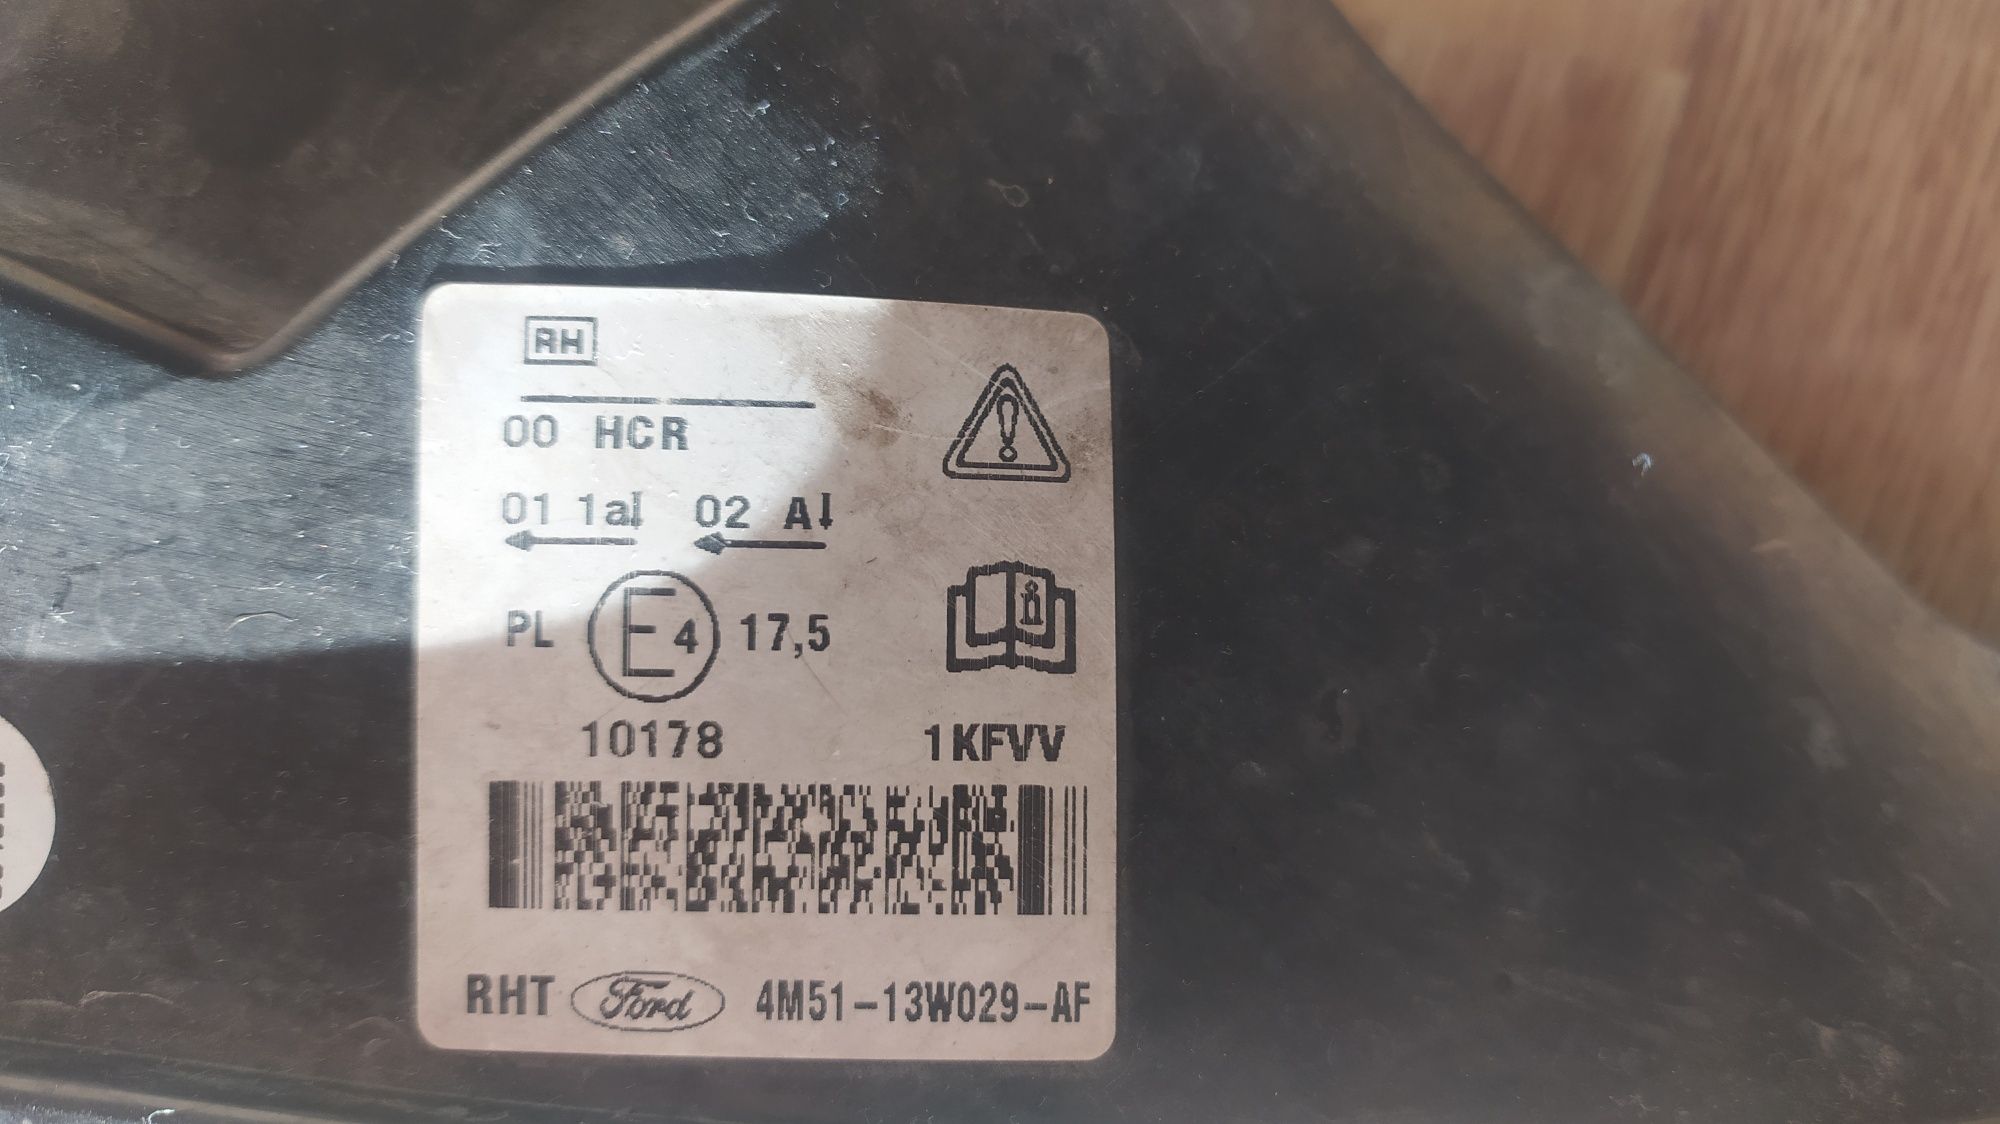 RH
00 HCR
01 1a 02 A
PL E4 17,5
10178 1KFVV
RHT Ford 4M51-13W029-AF